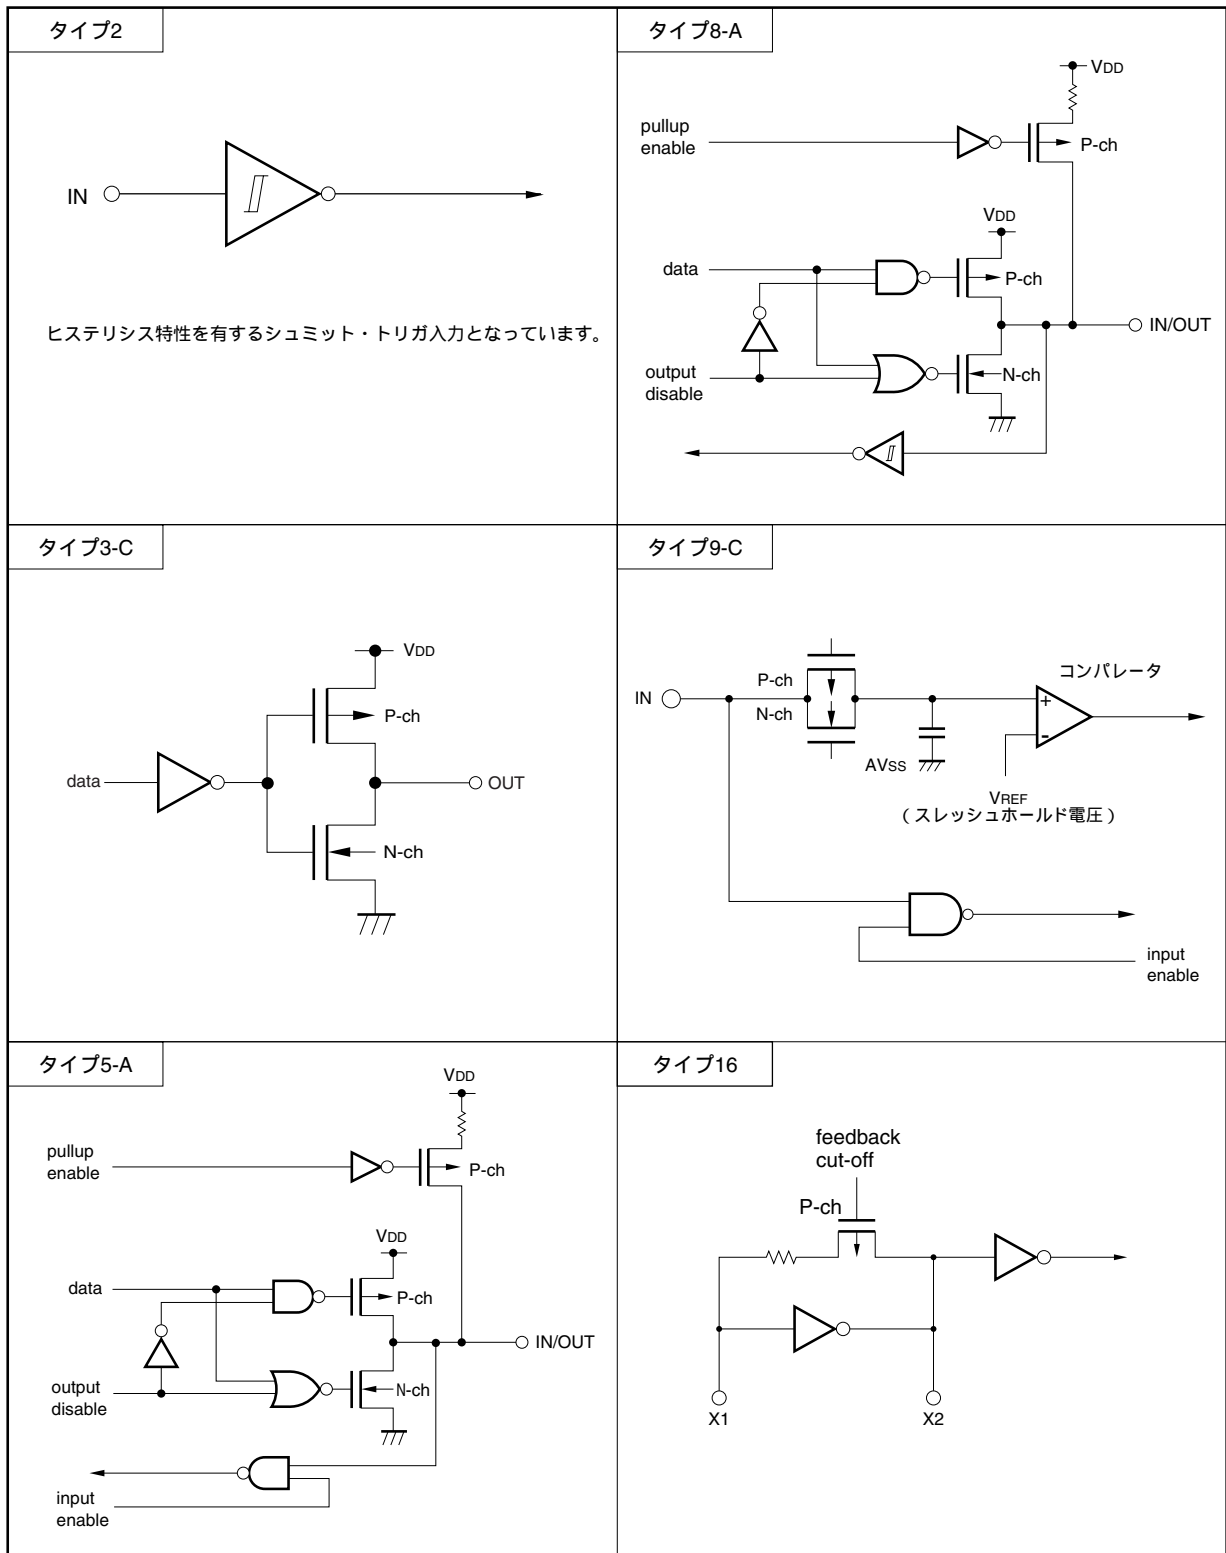 タイプ2
IN
ヒステリシス特性を有するシュミット・トリガ入力となっています。
タイプ8-A
VDD
pullup
enable
P-ch
VDD
data
P-ch
IN/OUT
output
disable
N-ch
タイプ3-C
VDD
P-ch
data
OUT
N-ch
タイプ9-C
コンパレータ
P-ch
IN
N-ch
+
-
AVSS
VREF
(スレッシュホールド電圧)
input
enable
タイプ5-A
VDD
pullup
enable
P-ch
VDD
data
P-ch
IN/OUT
output
disable
N-ch
input
enable
タイプ16
feedback
cut-off
P-ch
X1
X2